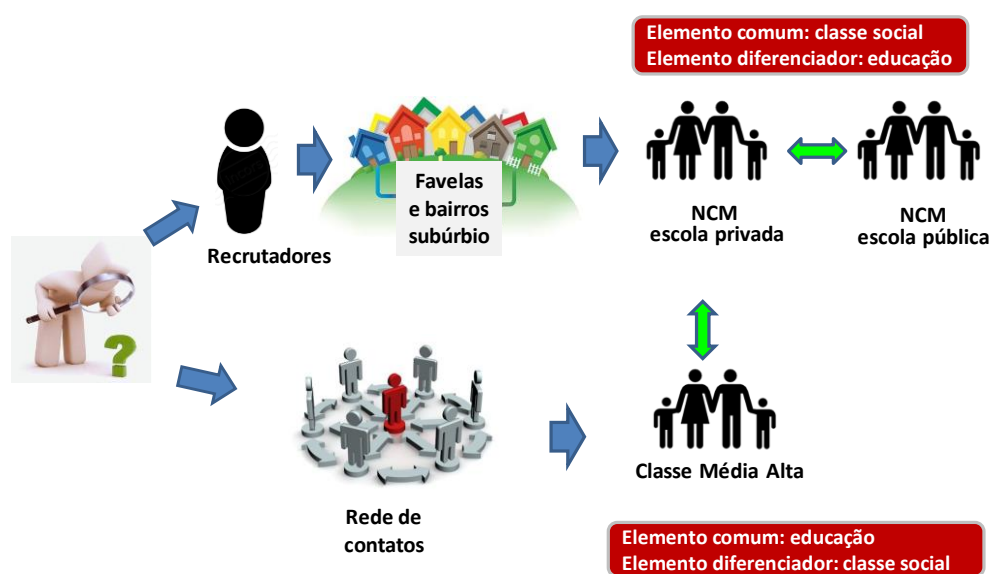 Elemento comum: classe social
Elemento diferenciador: educação
Favelas
e bairros
subúrbio
Recrutadores
NCM
escola privada
NCM
escola pública
Classe Média Alta
Rede de
contatos
Elemento comum: educação
Elemento diferenciador: classe social